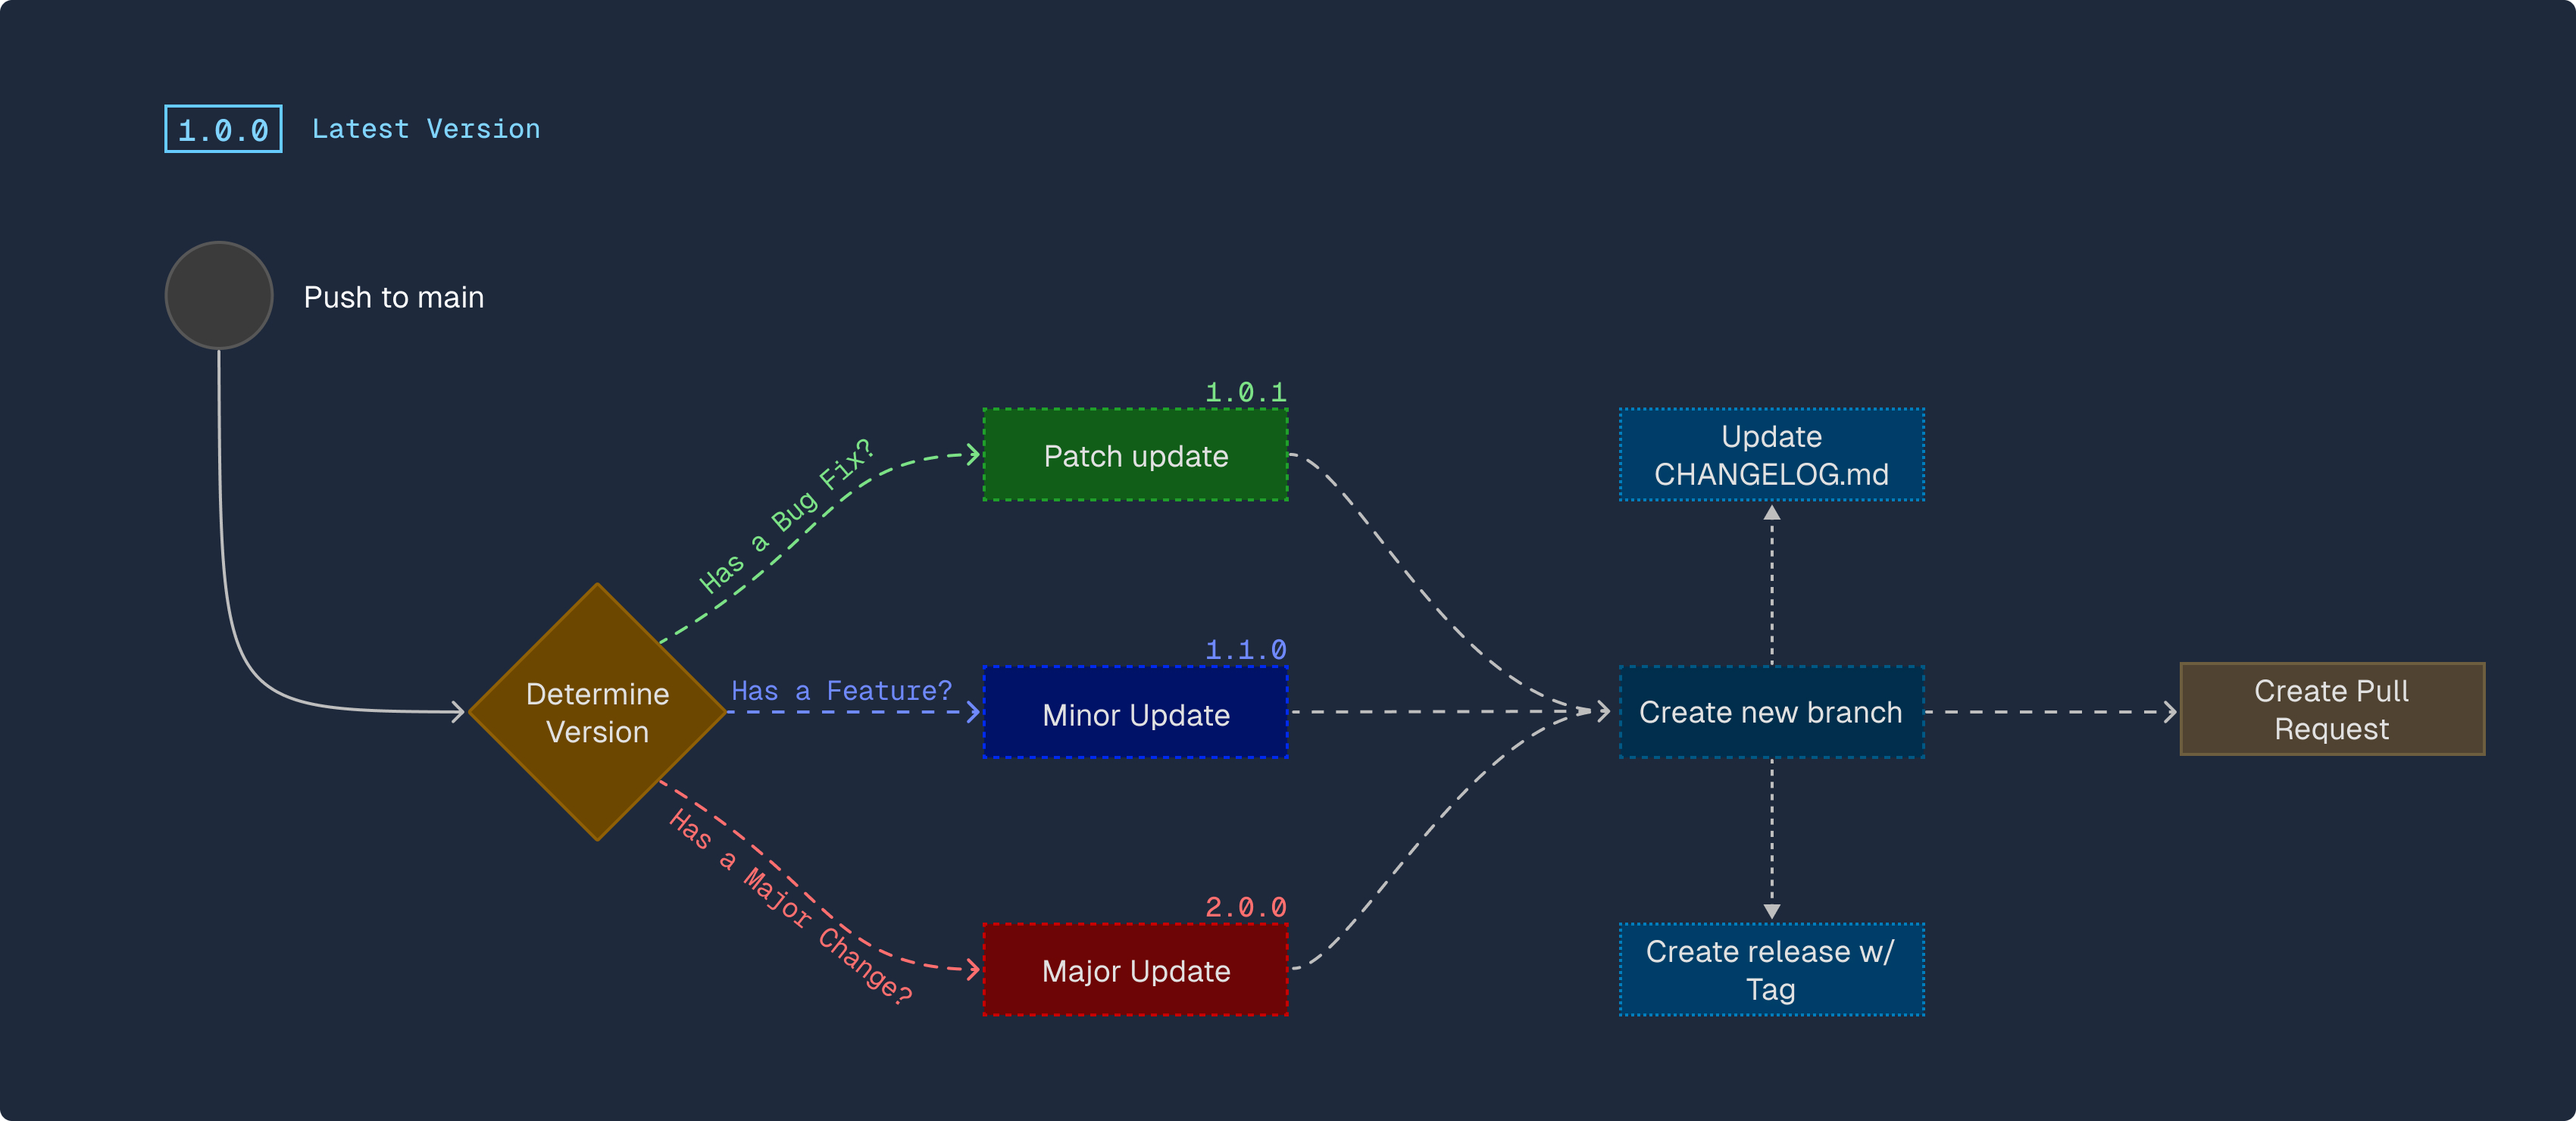 1.0.0
Latest Version
Push to main
Determine
Version
Has a Bug Fix?
Has a Feature?
Has a Major Change?
1.0.1
Patch update
1.1.0
Minor Update
2.0.0
Major Update
Update
CHANGELOG.md
Create new branch
Create release w/
Tag
Create Pull
Request